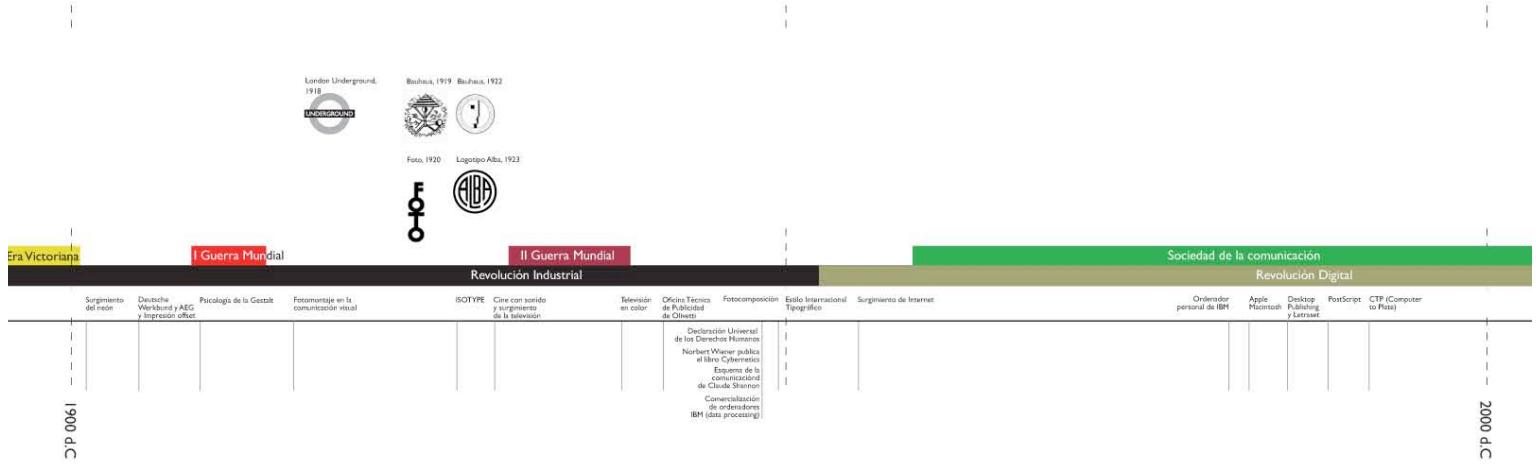 London Underground,
1918
UNDERGROUND
Bauhaus, 1919
Bauhaus, 1922
Foto, 1920
FOTO
Logotipo Alba, 1923
ALBA
Era Victoriana
I Guerra Mundial
II Guerra Mundial
Sociedad de la comunicación
Revolución Industrial
Revolución Digital
Surgimiento
del neón
Deutsche
Werkbund y AEG
y Impresión offset
Psicología de la Gestalt
Fotomontaje en la
comunicación visual
ISOTYPE
Cine con sonido
y surgimiento
de la televisión
Televisión
en color
Oficina Técnica
de Publicidad
de Olivetti
Fotocomposición
Estilo Internacional
Tipográfico
Surgimiento de Internet
Ordenador
personal de IBM
Apple
Macintosh
Desktop
Publishing
y Letraset
PostScript
CTP (Computer
to Plate)
Declaración Universal
de los Derechos Humanos
Norbert Wiener publica
el libro Cybernetics
Esquema de la
comunicaciónd
de Claude Shannon
Comercialización
de ordenadores
IBM (data processing)
1900 d.C
2000 d.C